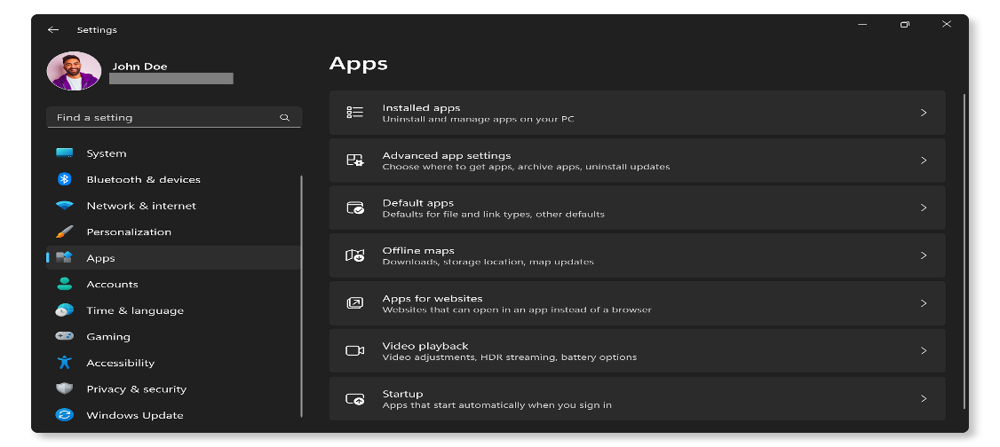 Settings
John Doe
Find a setting
System
Bluetooth & devices
Network & internet
Personalization
Apps
Accounts
Time & language
Gaming
Accessibility
Privacy & security
Windows Update
Apps
Installed apps
Uninstall and manage apps on your PC
Advanced app settings
Choose where to get apps, archive apps, uninstall updates
Default apps
Defaults for file and link types, other defaults
Offline maps
Downloads, storage location, map updates
Apps for websites
Websites that can open in an app instead of a browser
Video playback
Video adjustments, HDR streaming, battery options
Startup
Apps that start automatically when you sign in